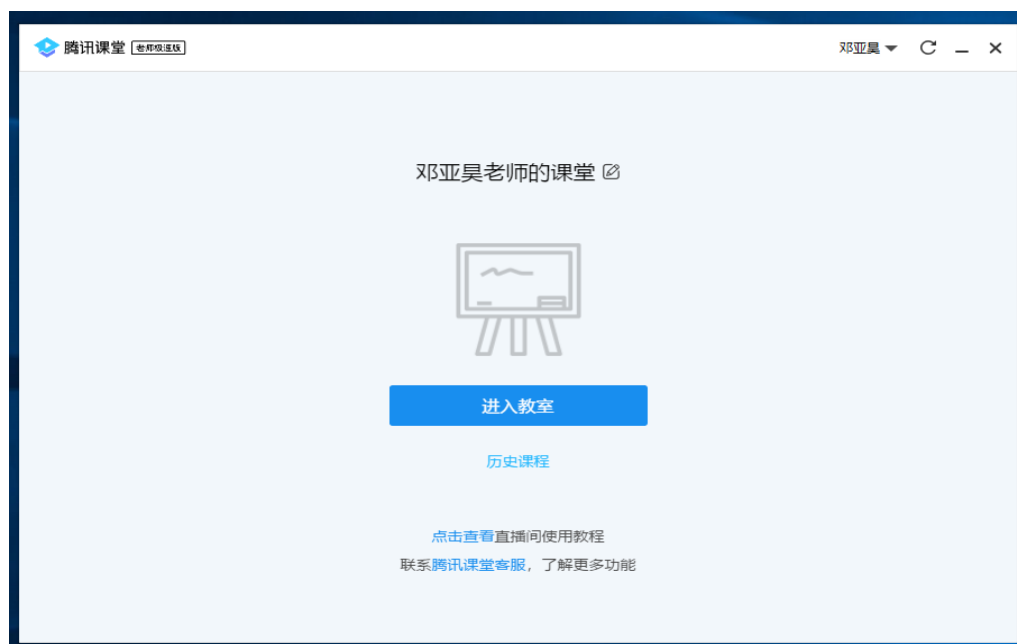 腾讯课堂 老师极速版
邓亚昊 
邓亚昊老师的课堂
进入教室
历史课程
点击查看直播间使用教程
联系腾讯课堂客服，了解更多功能